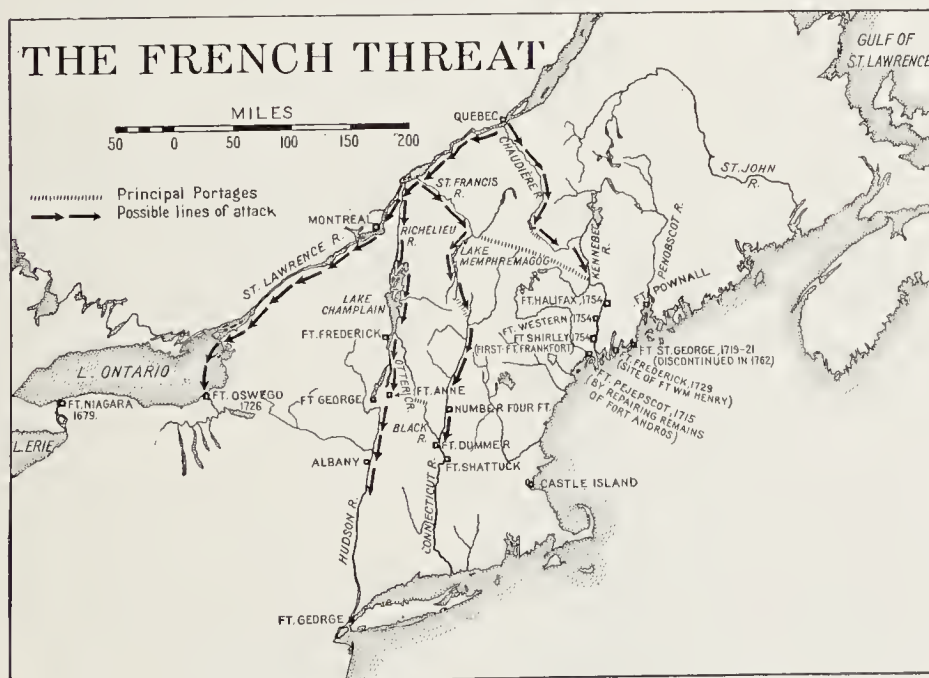 THE FRENCH THREAT
MILES
50 0 50 100 150 200
Principal Portages
Possible lines of attack
GULF OF
ST. LAWRENCE
QUEBEC
CHAUDIÈRE R.
ST. JOHN
R.
ST. FRANCIS
R.
MONTREAL
RICHELIEU
R.
ST. LAWRENCE R.
LAKE
MEMPHREMAGOG
KENNEBEC
R.
PENOBSCOT R.
LAKE
CHAMPLAIN
FT. HALIFAX, 1754
FT.
POWNALL
FT. WESTERN 1754
FT. SHIRLEY 1754
(FIRST-FT. FRANKFORT)
FT. FREDERICK
OTTER CR.
FT ST. GEORGE, 1719-21
(DISCONTINUED IN 1762)
FT. FREDERICK, 1729
(SITE OF FT WM HENRY)
FT. PEJEPSCOT, 1715
(BY REPAIRING REMAINS
OF FORT ANDROS)
L. ONTARIO
FT. NIAGARA
1679.
FT. OSWEGO
1726
L. ERIE
FT GEORGE
FT. ANNE
NUMBER FOUR FT.
BLACK
R.
FT. DUMMER
FT. SHATTUCK
ALBANY
CASTLE ISLAND
HUDSON R.
CONNECTICUT R.
FT. GEORGE